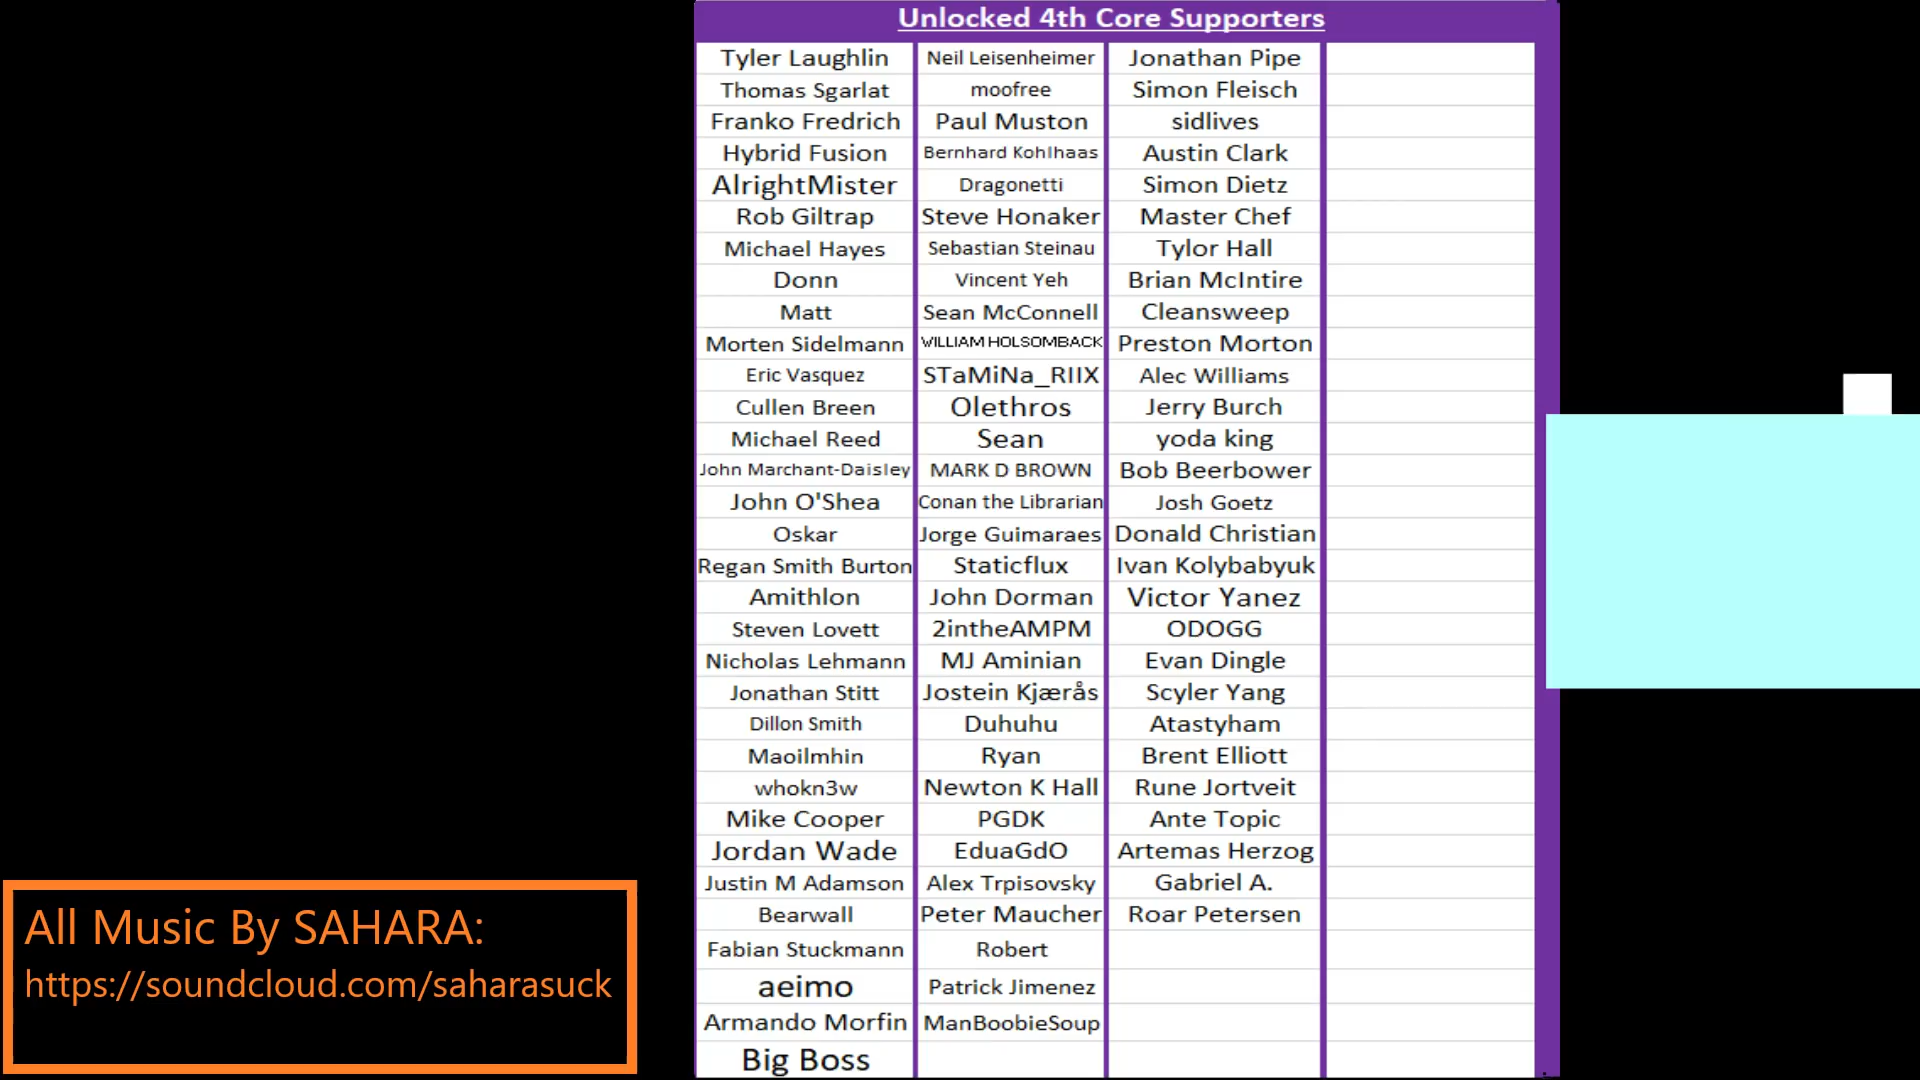 Unlocked 4th Core Supporters
Tyler Laughlin Neil Leisenheimer Jonathan Pipe
Thomas Sgarlat moofree Simon Fleisch
Franko Fredrich Paul Muston sidlives
Hybrid Fusion Bernhard Kohlhaas Austin Clark
AlrightMister Dragonetti Simon Dietz
Rob Giltrap Steve Honaker Master Chef
Michael Hayes Sebastian Steinau Tylor Hall
Donn Vincent Yeh Brian McIntire
Matt Sean McConnell Cleansweep
Morten Sidelmann WILLIAM HOLSOMBACK Preston Morton
Eric Vasquez STaMiNa_RIIX Alec Williams
Cullen Breen Olethros Jerry Burch
Michael Reed Sean yoda king
John Marchant-Daisley MARK D BROWN Bob Beerbower
John O'Shea Conan the Librarian Josh Goetz
Oskar Jorge Guimaraes Donald Christian
Regan Smith Burton Staticflux Ivan Kolybabyuk
Amithlon John Dorman Victor Yanez
Steven Lovett 2intheAMPM ODOGG
Nicholas Lehmann MJ Aminian Evan Dingle
Jonathan Stitt Jostein Kjærås Scyler Yang
Dillon Smith Duhuhu Atastyham
Maoilmhin Ryan Brent Elliott
whokn3w Newton K Hall Rune Jortveit
Mike Cooper PGDK Ante Topic
Jordan Wade EduaGdO Artemas Herzog
Justin M Adamson Alex Trpisovsky Gabriel A.
Bearwall Peter Maucher Roar Petersen
Fabian Stuckmann Robert
aeimo Patrick Jimenez
Armando Morfin ManBoobieSoup
Big Boss
All Music By SAHARA:
https://soundcloud.com/saharasuck